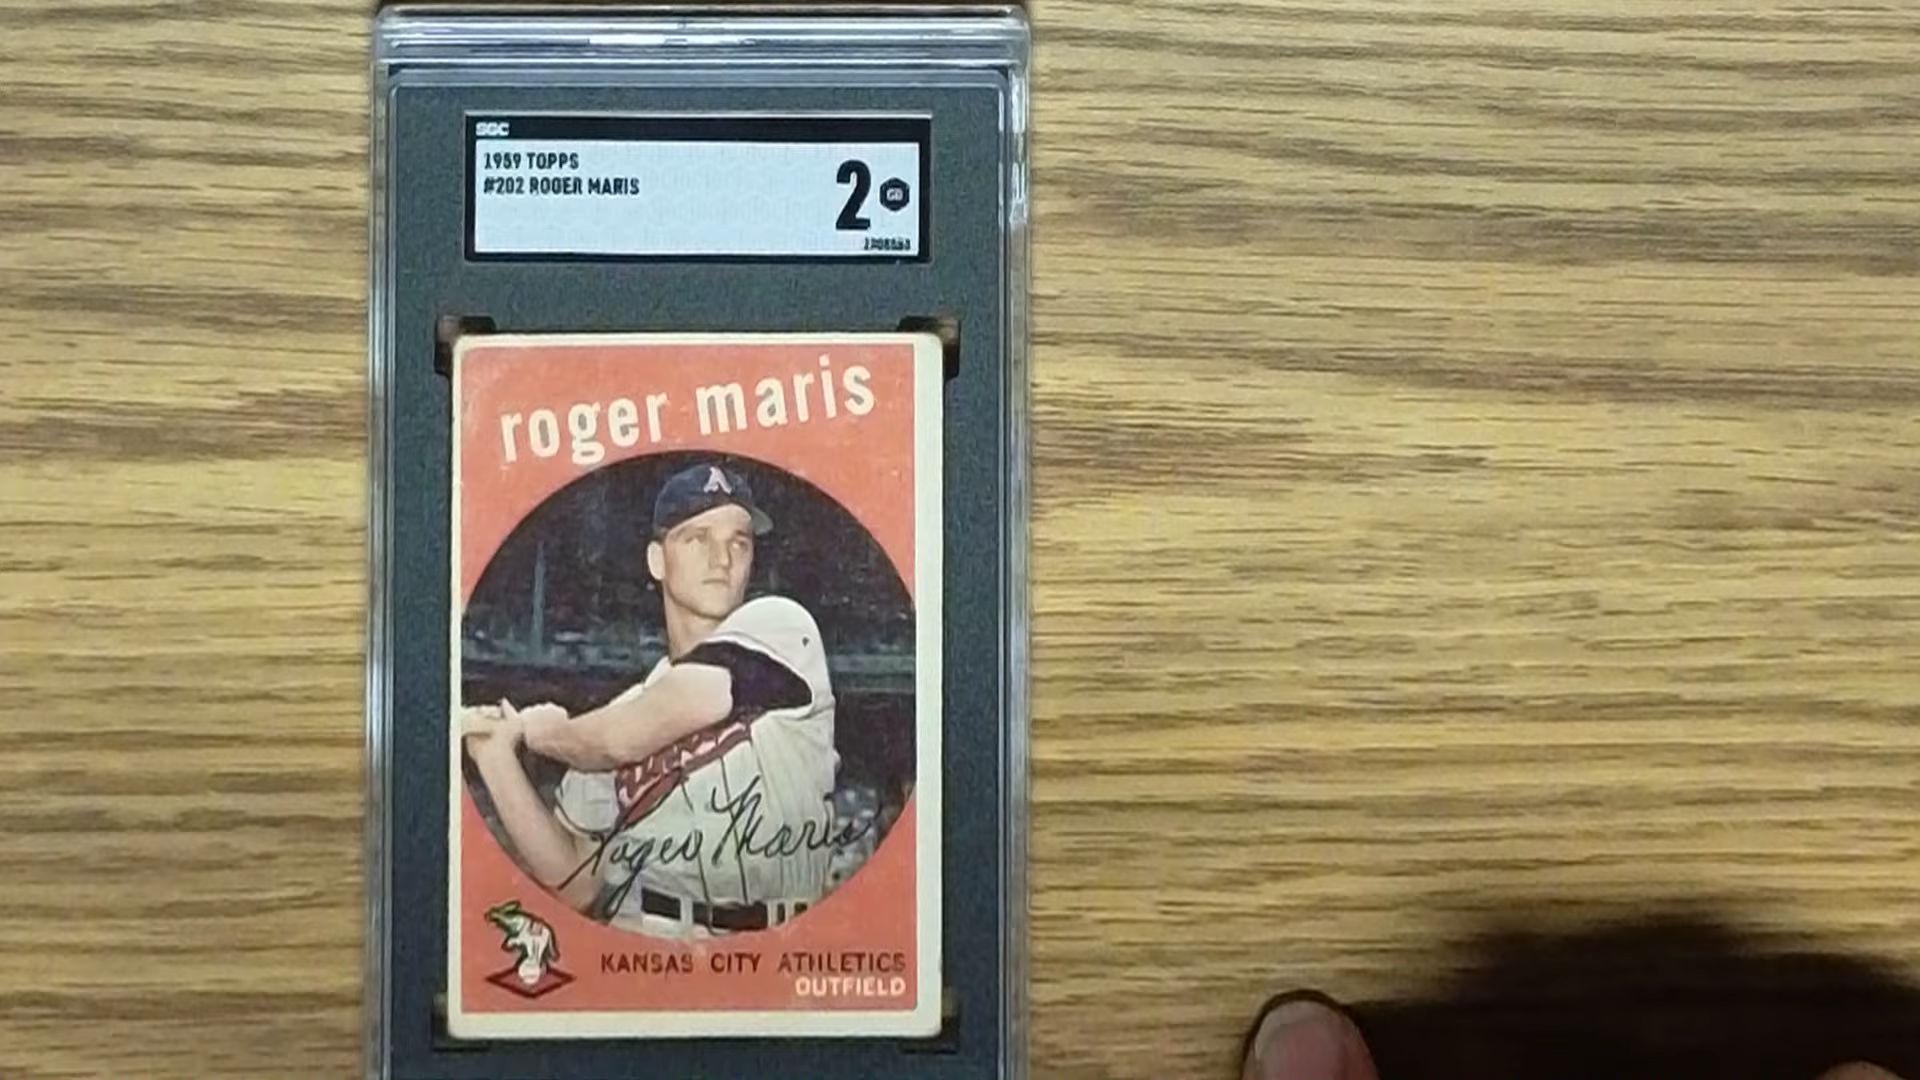 SGC
1959 TOPPS
#202 ROGER MARIS
2
roger maris
A
Roger Maris
KANSAS CITY ATHLETICS
OUTFIELD